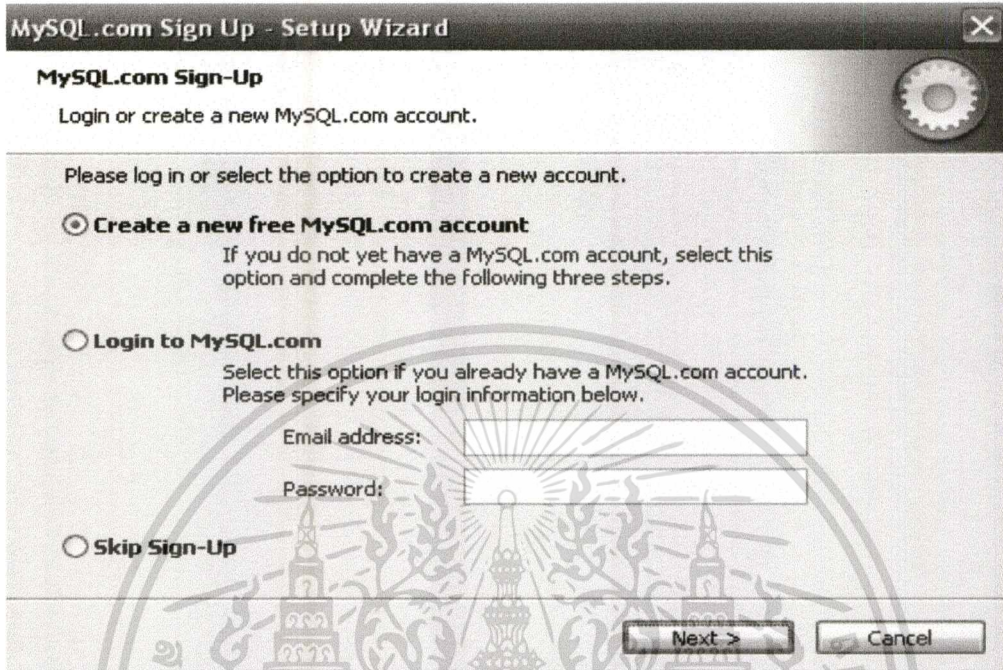 MySQL.com Sign Up - Setup Wizard
MySQL.com Sign-Up
Login or create a new MySQL.com account.
Please log in or select the option to create a new account.
Create a new free MySQL.com account
If you do not yet have a MySQL.com account, select this
option and complete the following three steps.
Login to MySQL.com
Select this option if you already have a MySQL.com account.
Please specify your login information below.
Email address:
Password:
Skip Sign-Up
Next >
Cancel